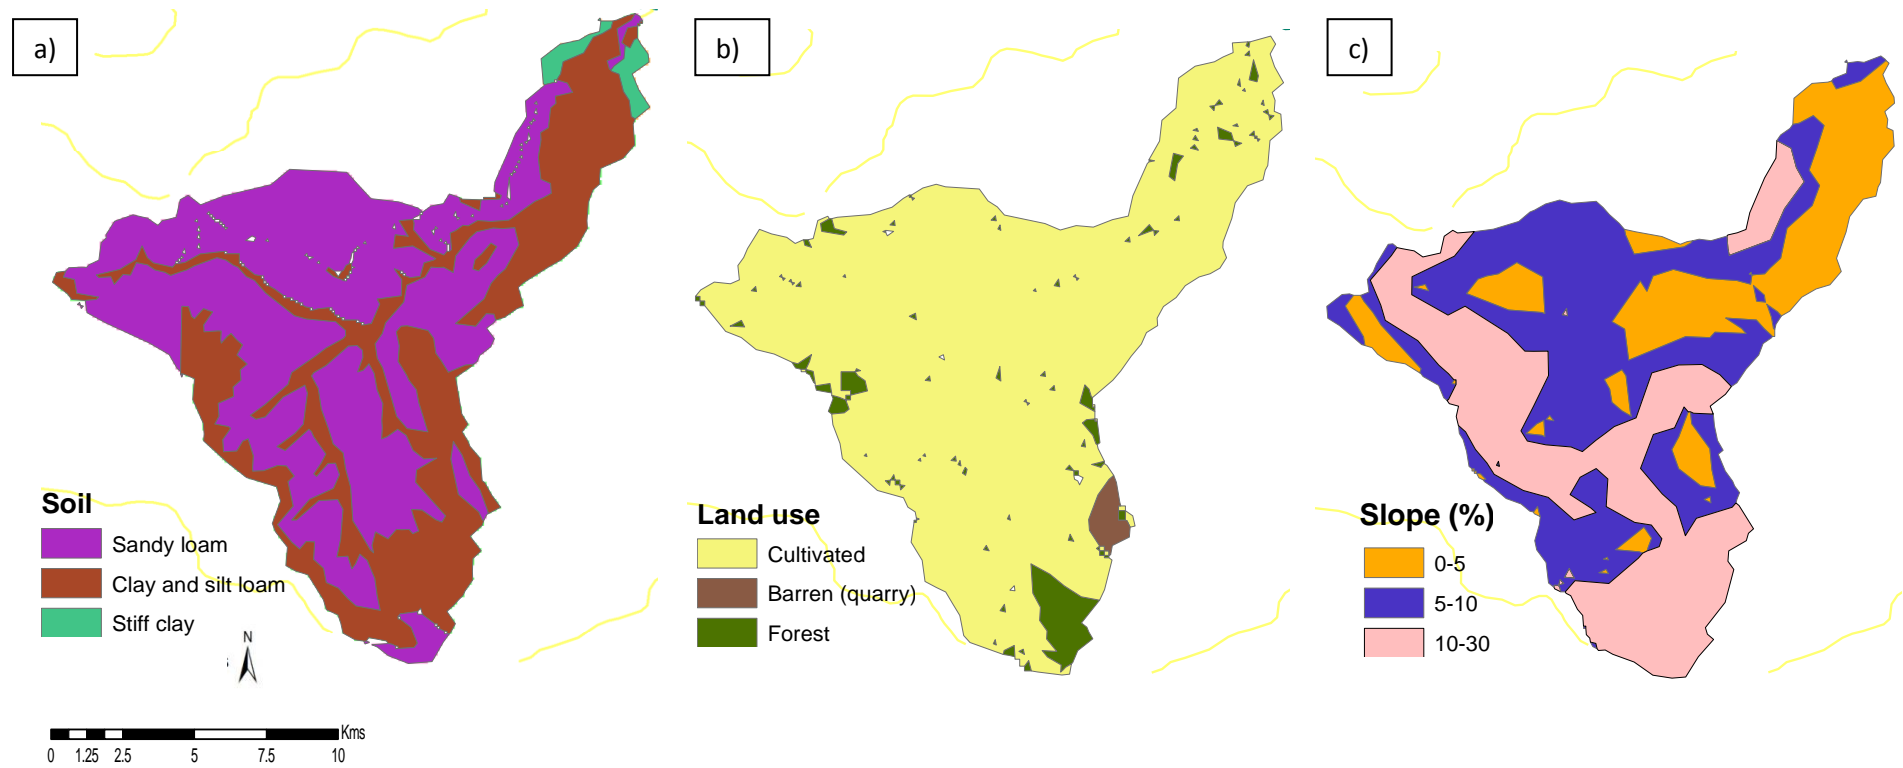 a)
b)
c)
Soil
Sandy loam
Clay and silt loam
Stiff clay
N
Land use
Cultivated
Barren (quarry)
Forest
Slope (%)
0-5
5-10
10-30
Kms
0 1.25 2.5 5 7.5 10